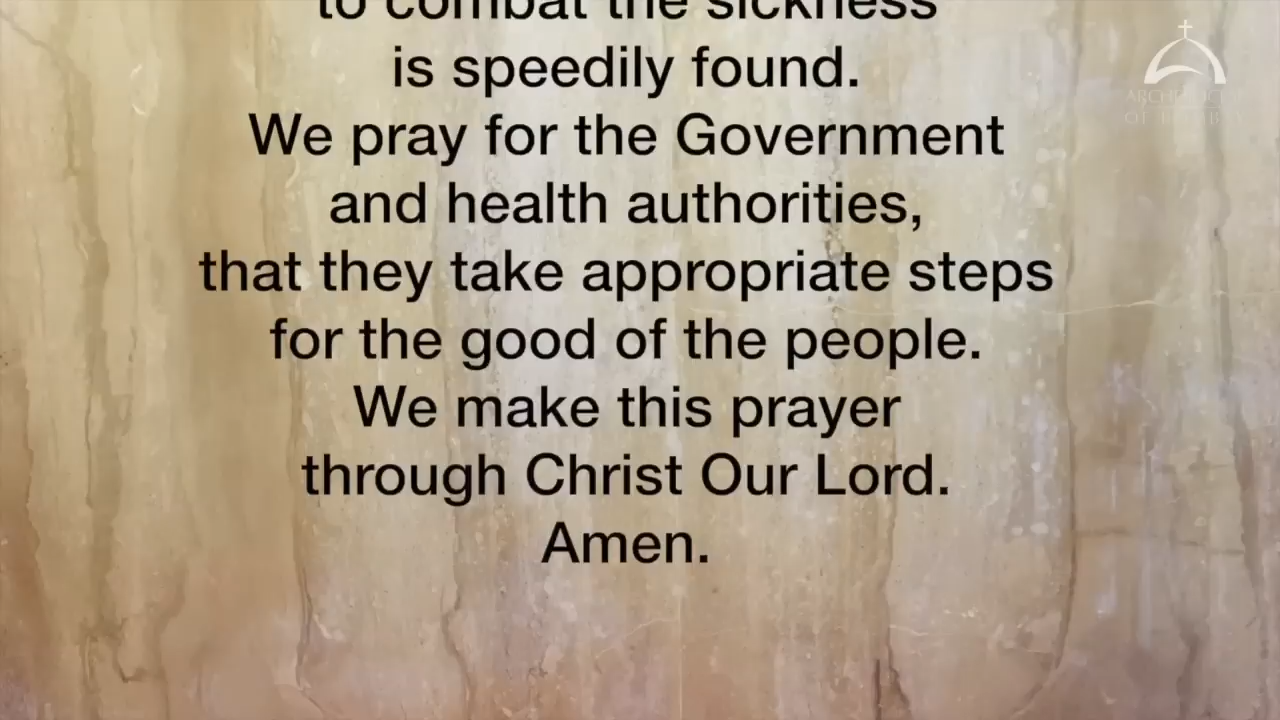 to combat the sickness
is speedily found.
We pray for the Government
and health authorities,
that they take appropriate steps
for the good of the people.
We make this prayer
through Christ Our Lord.
Amen.